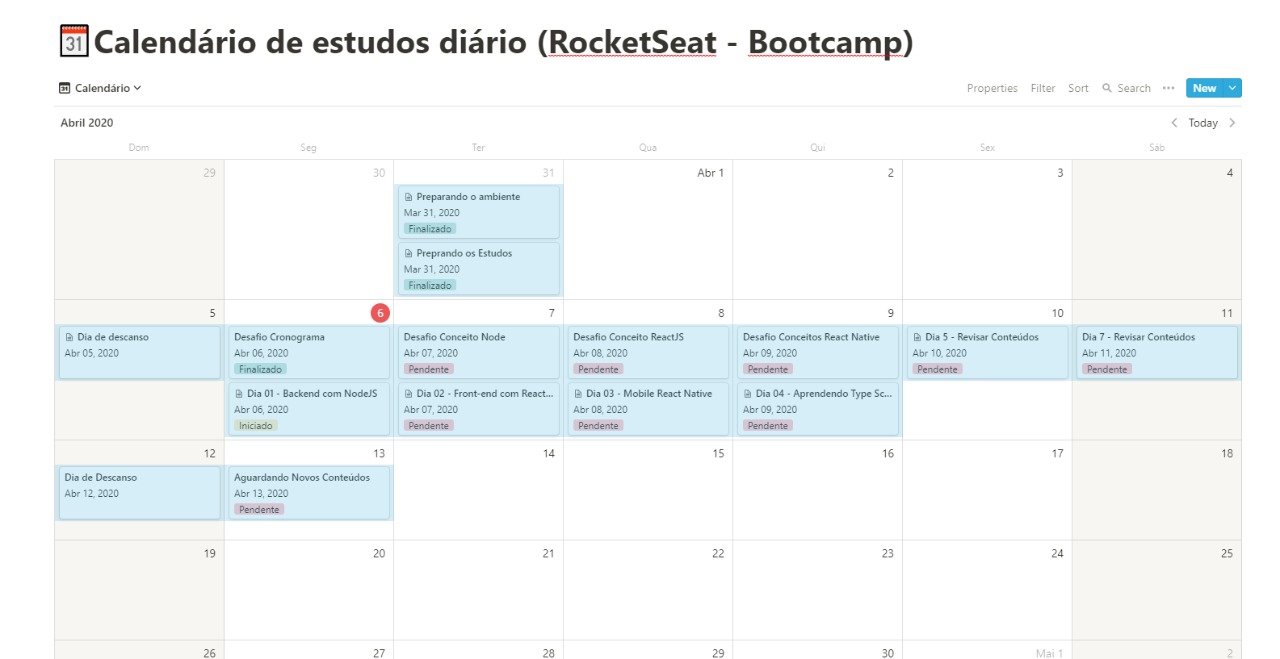 31 Calendário de estudos diário (RocketSeat - Bootcamp)
31 Calendário
Properties Filter Sort Search ••• New
Abril 2020
Today
Dom Seg Ter Qua Qui Sex Sáb
29 30 31 Abr 1 2 3 4
Preparando o ambiente
Mar 31, 2020
Finalizado
Preprando os Estudos
Mar 31, 2020
Finalizado
5 6 7 8 9 10 11
Dia de descanso
Abr 05, 2020
Desafio Cronograma
Abr 06, 2020
Finalizado
Dia 01 - Backend com NodeJS
Abr 06, 2020
Iniciado
Desafio Conceito Node
Abr 07, 2020
Pendente
Dia 02 - Front-end com React...
Abr 07, 2020
Pendente
Desafio Conceito ReactJS
Abr 08, 2020
Pendente
Dia 03 - Mobile React Native
Abr 08, 2020
Pendente
Desafio Conceitos React Native
Abr 09, 2020
Pendente
Dia 04 - Aprendendo Type Sc...
Abr 09, 2020
Pendente
Dia 5 - Revisar Conteúdos
Abr 10, 2020
Pendente
Dia 7 - Revisar Conteúdos
Abr 11, 2020
Pendente
12 13 14 15 16 17 18
Dia de Descanso
Abr 12, 2020
Aguardando Novos Conteúdos
Abr 13, 2020
Pendente
19 20 21 22 23 24 25
26 27 28 29 30 Mai 1 2